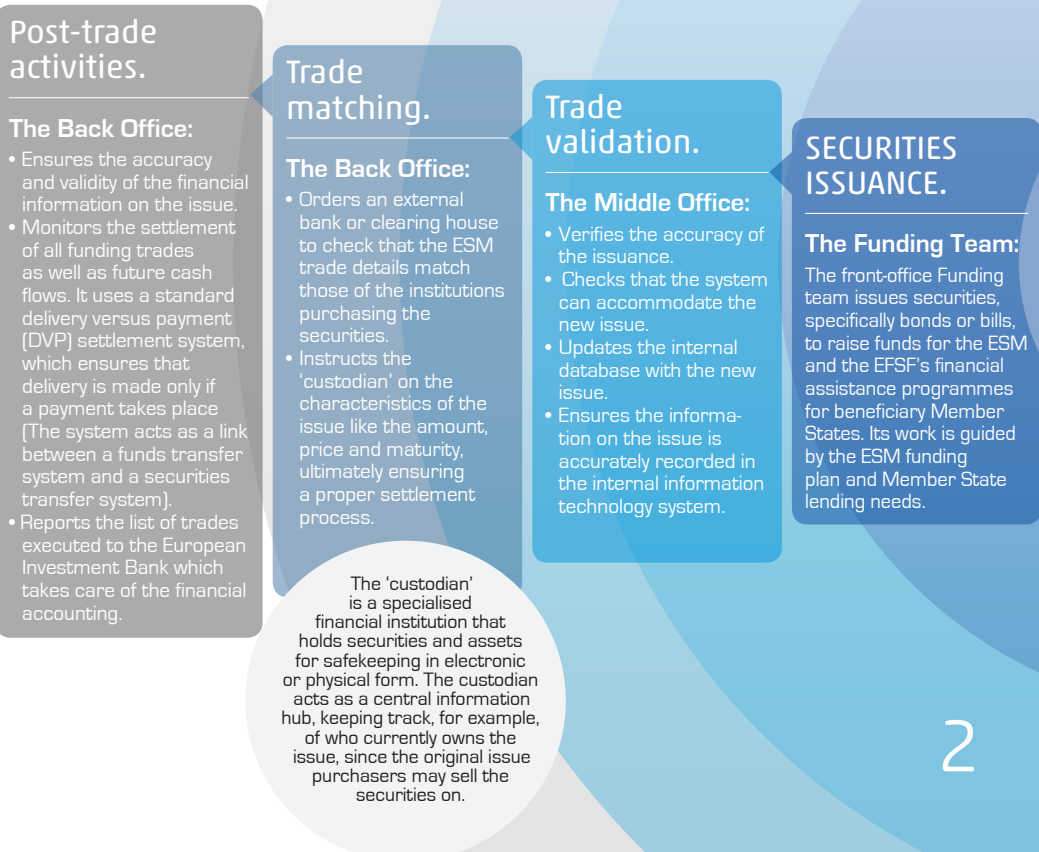 Post-trade
activities.
The Back Office:
• Ensures the accuracy
and validity of the financial
information on the issue.
• Monitors the settlement
of all funding trades
as well as future cash
flows. It uses a standard
delivery versus payment
(DVP) settlement system,
which ensures that
delivery is made only if
a payment takes place
(The system acts as a link
between a funds transfer
system and a securities
transfer system).
• Reports the list of trades
executed to the European
Investment Bank which
takes care of the financial
accounting.
Trade
matching.
The Back Office:
• Orders an external
bank or clearing house
to check that the ESM
trade details match
those of the institutions
purchasing the
securities.
• Instructs the
‘custodian’ on the
characteristics of the
issue like the amount,
price and maturity,
ultimately ensuring
a proper settlement
process.
The ‘custodian’
is a specialised
financial institution that
holds securities and assets
for safekeeping in electronic
or physical form. The custodian
acts as a central information
hub, keeping track, for example,
of who currently owns the
issue, since the original issue
purchasers may sell the
securities on.
Trade
validation.
The Middle Office:
• Verifies the accuracy of
the issuance.
• Checks that the system
can accommodate the
new issue.
• Updates the internal
database with the new
issue.
• Ensures the informa-
tion on the issue is
accurately recorded in
the internal information
technology system.
SECURITIES
ISSUANCE.
The Funding Team:
The front-office Funding
team issues securities,
specifically bonds or bills,
to raise funds for the ESM
and the EFSF’s financial
assistance programmes
for beneficiary Member
States. Its work is guided
by the ESM funding
plan and Member State
lending needs.
2